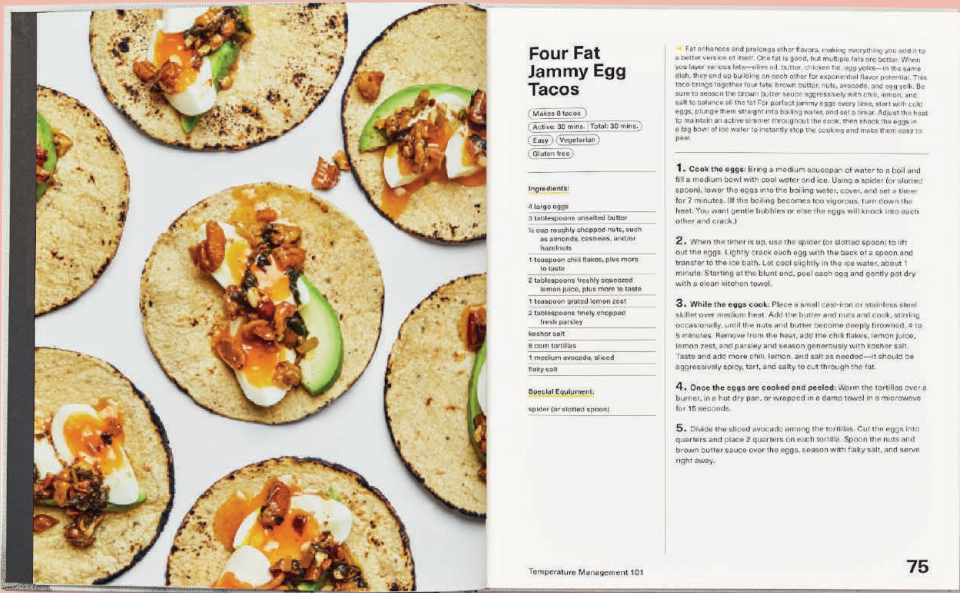 Four Fat
Jammy Egg
Tacos
Makes 8 tacos
Active: 30 mins. Total: 30 mins.
Easy Vegetarian
Gluten free
Ingredients:
4 large eggs
3 tablespoons unsalted butter
½ cup roughly chopped nuts, such
as almonds, cashews, and/or
hazelnuts
1 teaspoon chili flakes, plus more
to taste
2 tablespoons freshly squeezed
lemon juice, plus more to taste
1 teaspoon grated lemon zest
2 tablespoons finely chopped
fresh parsley
kosher salt
8 corn tortillas
1 medium avocado, sliced
flaky salt
Special Equipment:
spider (or slotted spoon)
→ Fat enhances and prolongs other flavors, making everything you add it to
a better version of itself. One fat is good, but multiple fats are better. When
you layer various fats—olive oil, butter, chicken fat, egg yolks—in the same
dish, they end up building on each other for exponential flavor potential. This
taco brings together four fats: brown butter, nuts, avocado, and egg yolk. Be
sure to season the brown butter sauce aggressively with chili, lemon, and
salt to balance all the fat For perfect jammy eggs every time, start with cold
eggs, plunge them straight into boiling water, and set a timer. Adjust the heat
to maintain an active simmer throughout the cook, then shock the eggs in
a big bowl of ice water to instantly stop the cooking and make them easy to
peel.
1. Cook the eggs: Bring a medium saucepan of water to a boil and
fill a medium bowl with cool water and ice. Using a spider (or slotted
spoon), lower the eggs into the boiling water, cover, and set a timer
for 7 minutes. (If the boiling becomes too vigorous, turn down the
heat. You want gentle bubbles or else the eggs will knock into each
other and crack.)
2. When the timer is up, use the spider (or slotted spoon) to lift
out the eggs. Lightly crack each egg with the back of a spoon and
transfer to the ice bath. Let cool slightly in the ice water, about 1
minute. Starting at the blunt end, peel each egg and gently pat dry
with a clean kitchen towel.
3. While the eggs cook: Place a small cast-iron or stainless steel
skillet over medium heat. Add the butter and nuts and cook, stirring
occasionally, until the nuts and butter become deeply browned, 4 to
5 minutes. Remove from the heat, add the chili flakes, lemon juice,
lemon zest, and parsley and season generously with kosher salt.
Taste and add more chili, lemon, and salt as needed—it should be
aggressively spicy, tart, and salty to cut through the fat.
4. Once the eggs are cooked and peeled: Warm the tortillas over a
burner, in a hot dry pan, or wrapped in a damp towel in a microwave
for 15 seconds.
5. Divide the sliced avocado among the tortillas. Cut the eggs into
quarters and place 2 quarters on each tortilla. Spoon the nuts and
brown butter sauce over the eggs, season with flaky salt, and serve
right away.
Temperature Management 101
75